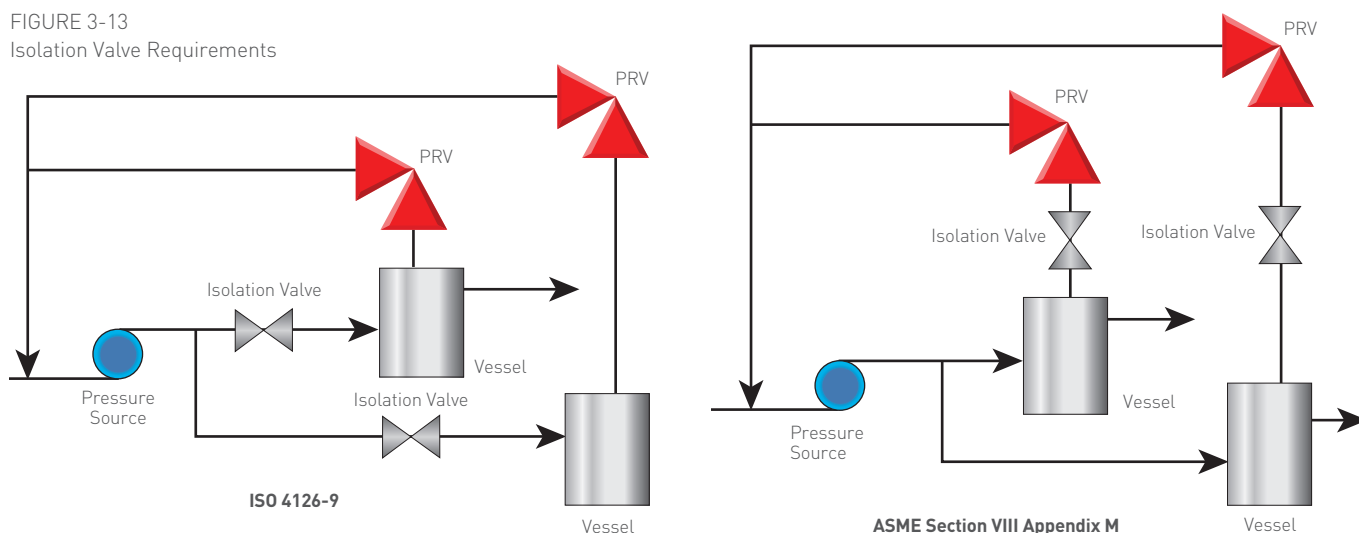 FIGURE 3-13
Isolation Valve Requirements
PRV
PRV
Isolation Valve
Vessel
Pressure
Source
Isolation Valve
Vessel
ISO 4126-9
PRV
PRV
Isolation Valve
Isolation Valve
Vessel
Pressure
Source
Vessel
ASME Section VIII Appendix M